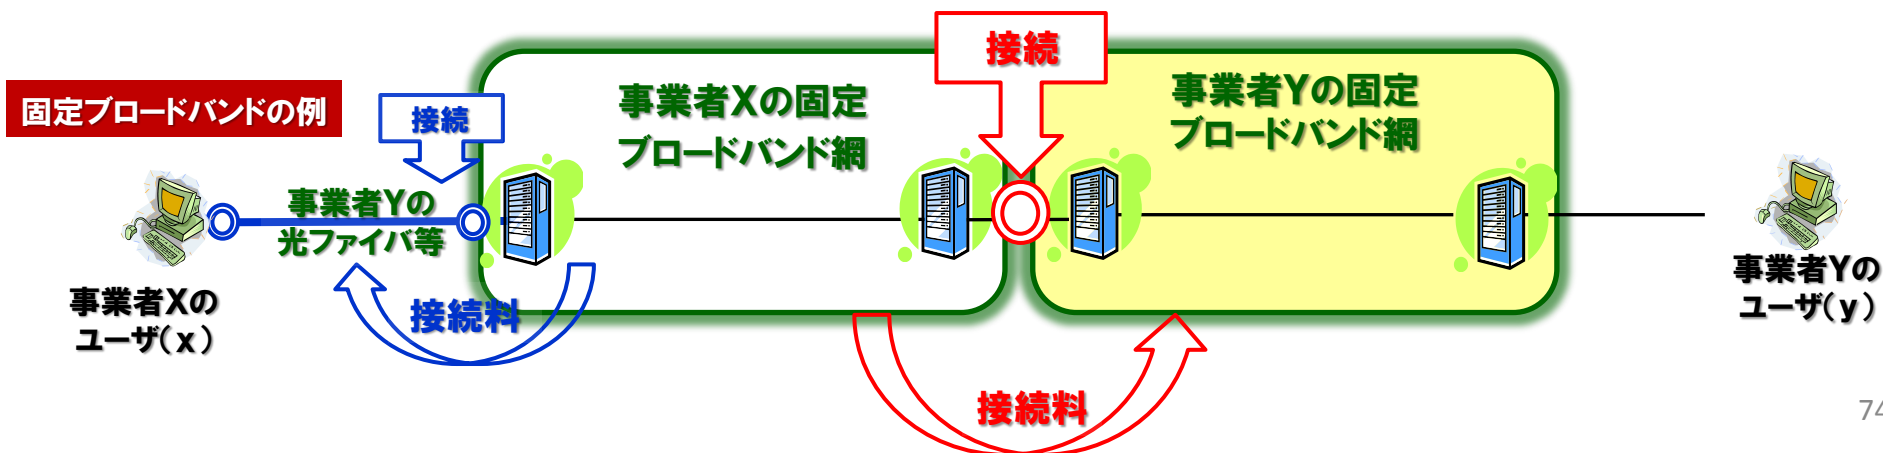 固定ブロードバンドの例
接続
事業者Xの固定
ブロードバンド網
接続
事業者Yの固定
ブロードバンド網
事業者Yの
光ファイバ等
事業者Xの
ユーザ(x)
接続料
接続料
事業者Yの
ユーザ(y)
74